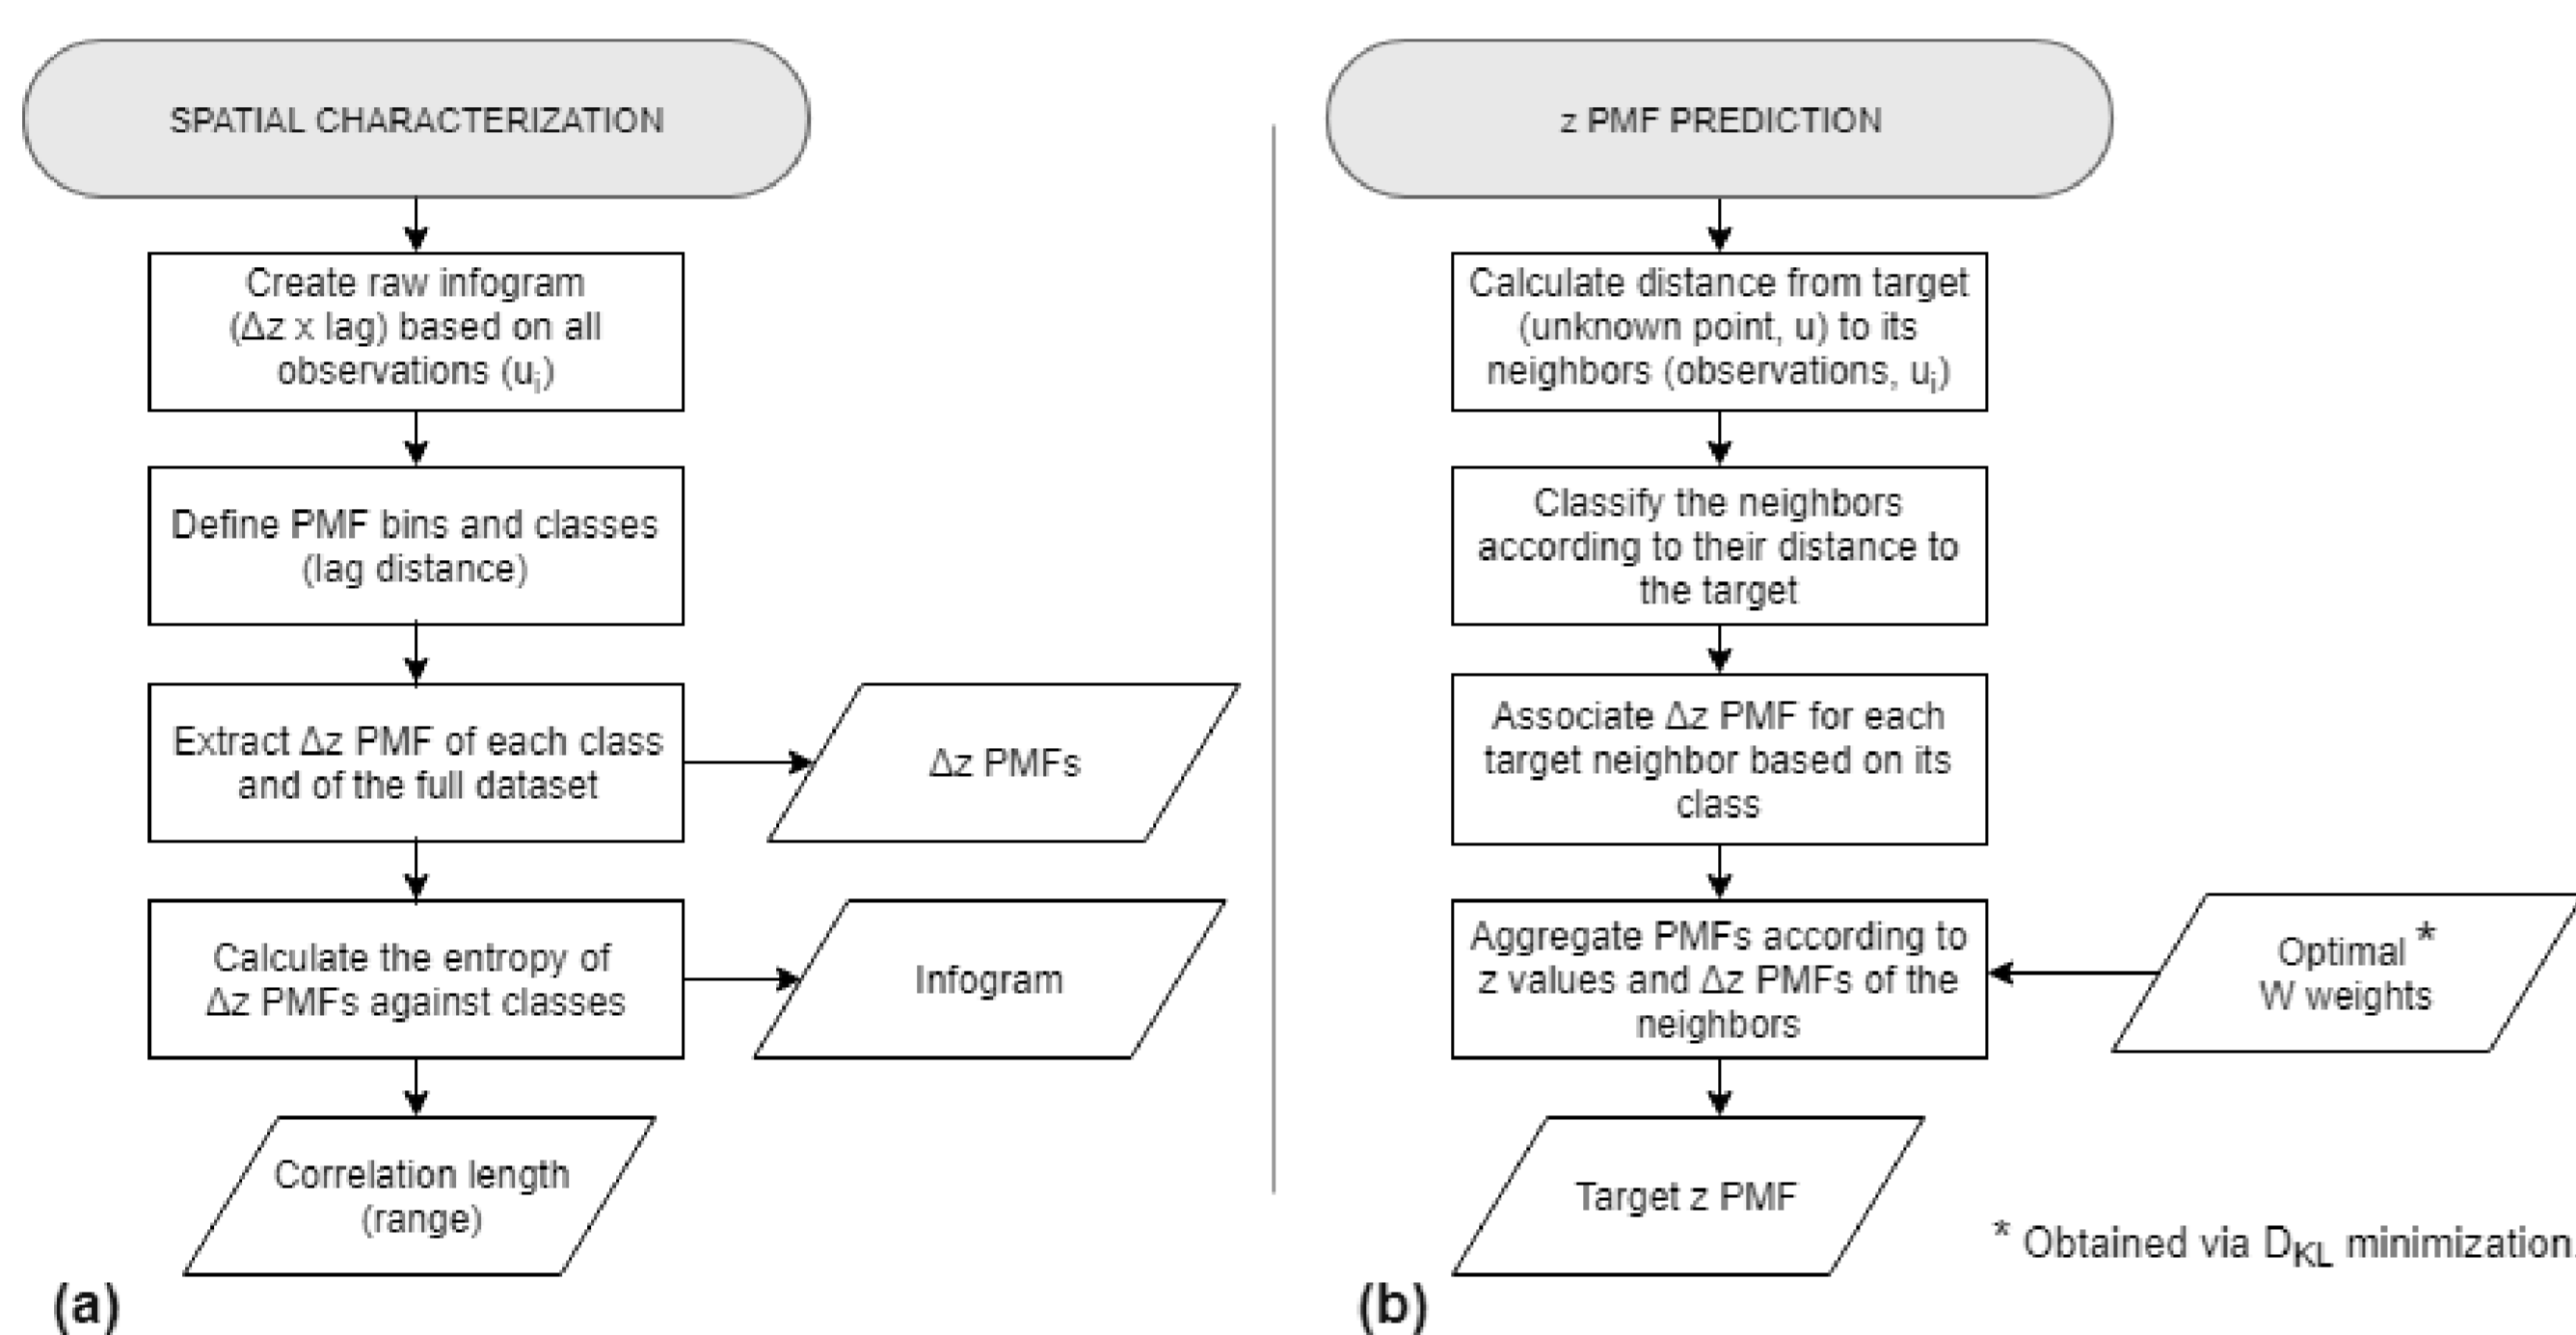 SPATIAL CHARACTERIZATION
Create raw infogram
(Δz x lag) based on all
observations (uᵢ)
Define PMF bins and classes
(lag distance)
Extract Δz PMF of each class
and of the full dataset
Δz PMFs
Calculate the entropy of
Δz PMFs against classes
Infogram
Correlation length
(range)
(a)
z PMF PREDICTION
Calculate distance from target
(unknown point, u) to its
neighbors (observations, uᵢ)
Classify the neighbors
according to their distance to
the target
Associate Δz PMF for each
target neighbor based on its
class
Aggregate PMFs according to
z values and Δz PMFs of the
neighbors
Optimal *
W weights
Target z PMF
* Obtained via D_KL minimization.
(b)